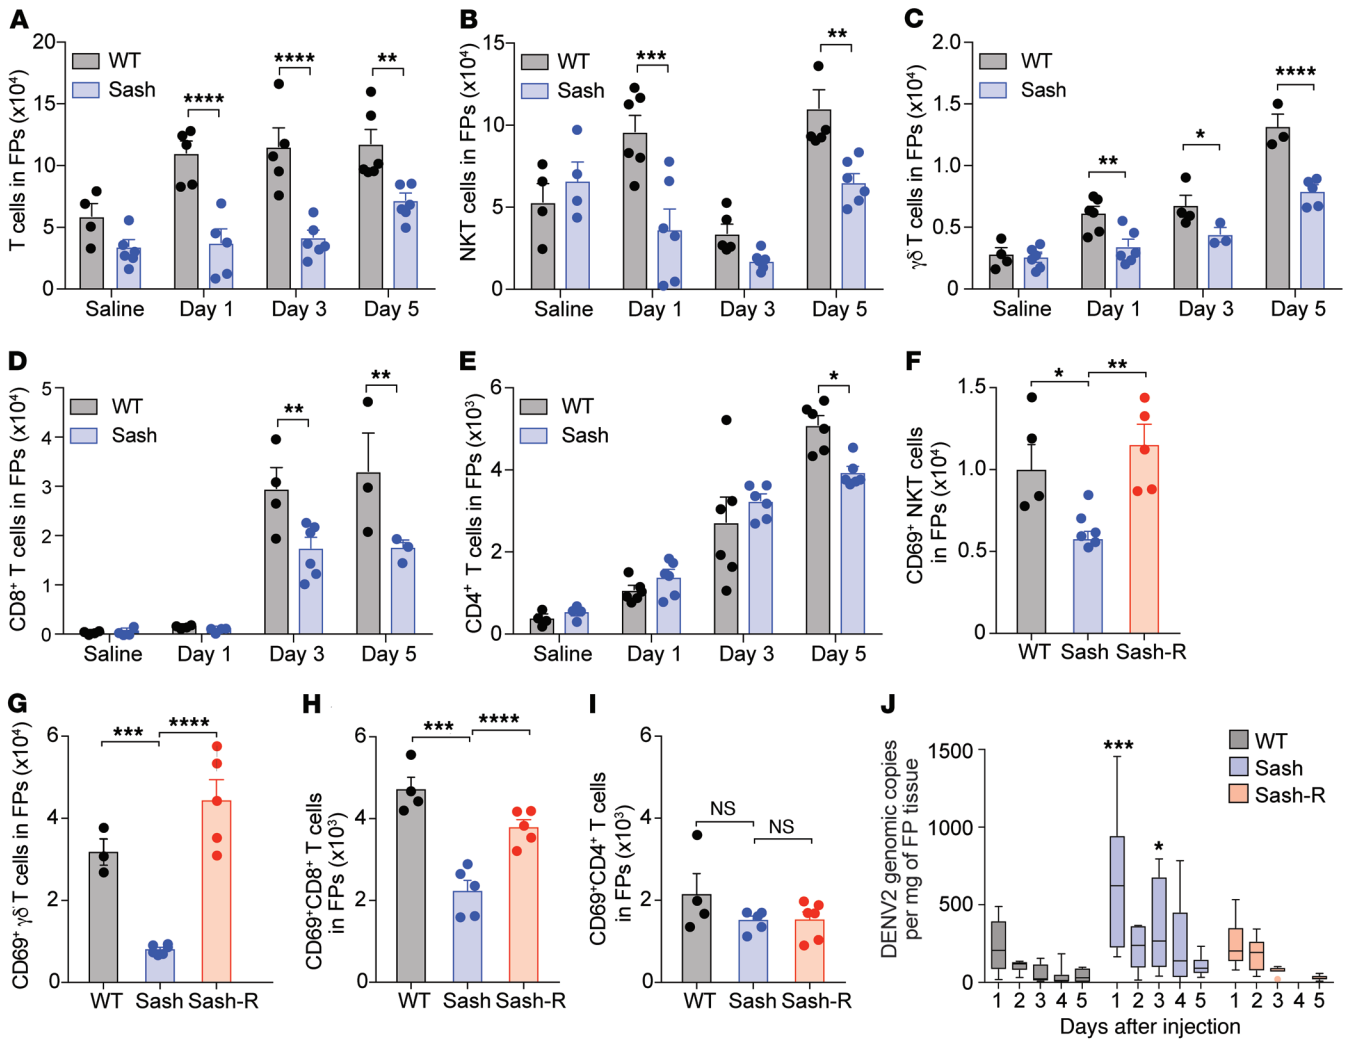 A
T cells in FPs (x10⁴)
20
15
10
5
0
WT
Sash
****
****
**
Saline
Day 1
Day 3
Day 5
B
NKT cells in FPs (x10⁴)
15
10
5
0
WT
Sash
***
**
Saline
Day 1
Day 3
Day 5
C
γδT cells in FPs (x10⁴)
2.0
1.5
1.0
0.5
0
WT
Sash
**
*
****
Saline
Day 1
Day 3
Day 5
D
CD8⁺ T cells in FPs (x10⁴)
5
4
3
2
1
0
WT
Sash
**
**
Saline
Day 1
Day 3
Day 5
E
CD4⁺ T cells in FPs (x10³)
6
4
2
0
WT
Sash
*
Saline
Day 1
Day 3
Day 5
F
CD69⁺ NKT cells
in FPs (x10⁴)
1.5
1.0
0.5
0
*
**
WT
Sash
Sash-R
G
CD69⁺ γδT cells in FPs (x10⁴)
6
4
2
0
***
****
WT
Sash
Sash-R
H
CD69⁺CD8⁺ T cells
in FPs (x10³)
6
4
2
0
***
****
WT
Sash
Sash-R
I
CD69⁺CD4⁺ T cells
in FPs (x10³)
6
4
2
0
NS
NS
WT
Sash
Sash-R
J
DENV2 genomic copies
per mg of FP tissue
1500
1000
500
0
***
*
WT
Sash
Sash-R
1 2 3 4 5
1 2 3 4 5
1 2 3 4 5
Days after injection